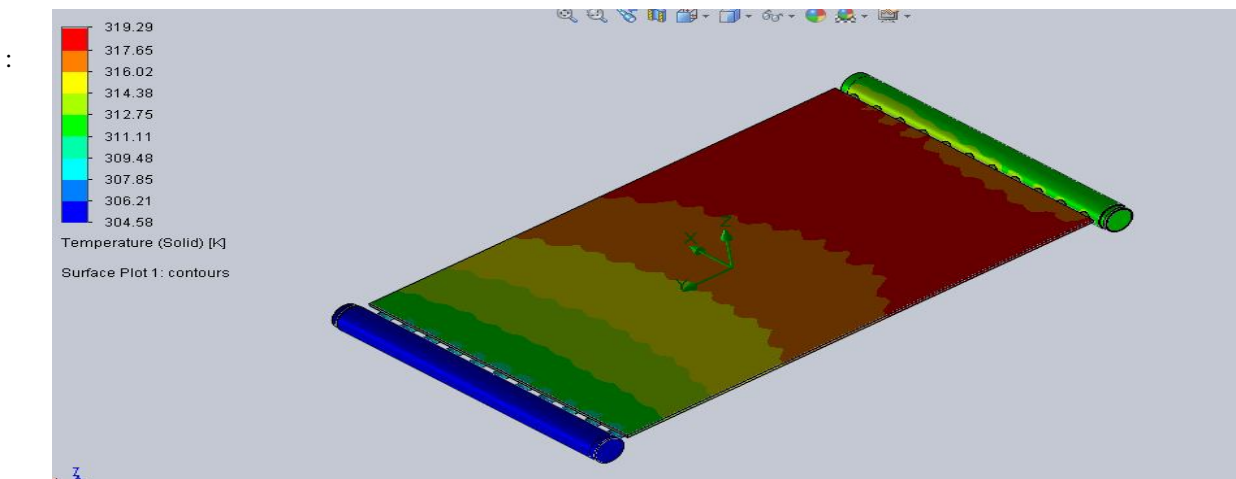 :
319.29
317.65
316.02
314.38
312.75
311.11
309.48
307.85
306.21
304.58
Temperature (Solid) [K]
Surface Plot 1: contours
Z
X
Y
Z